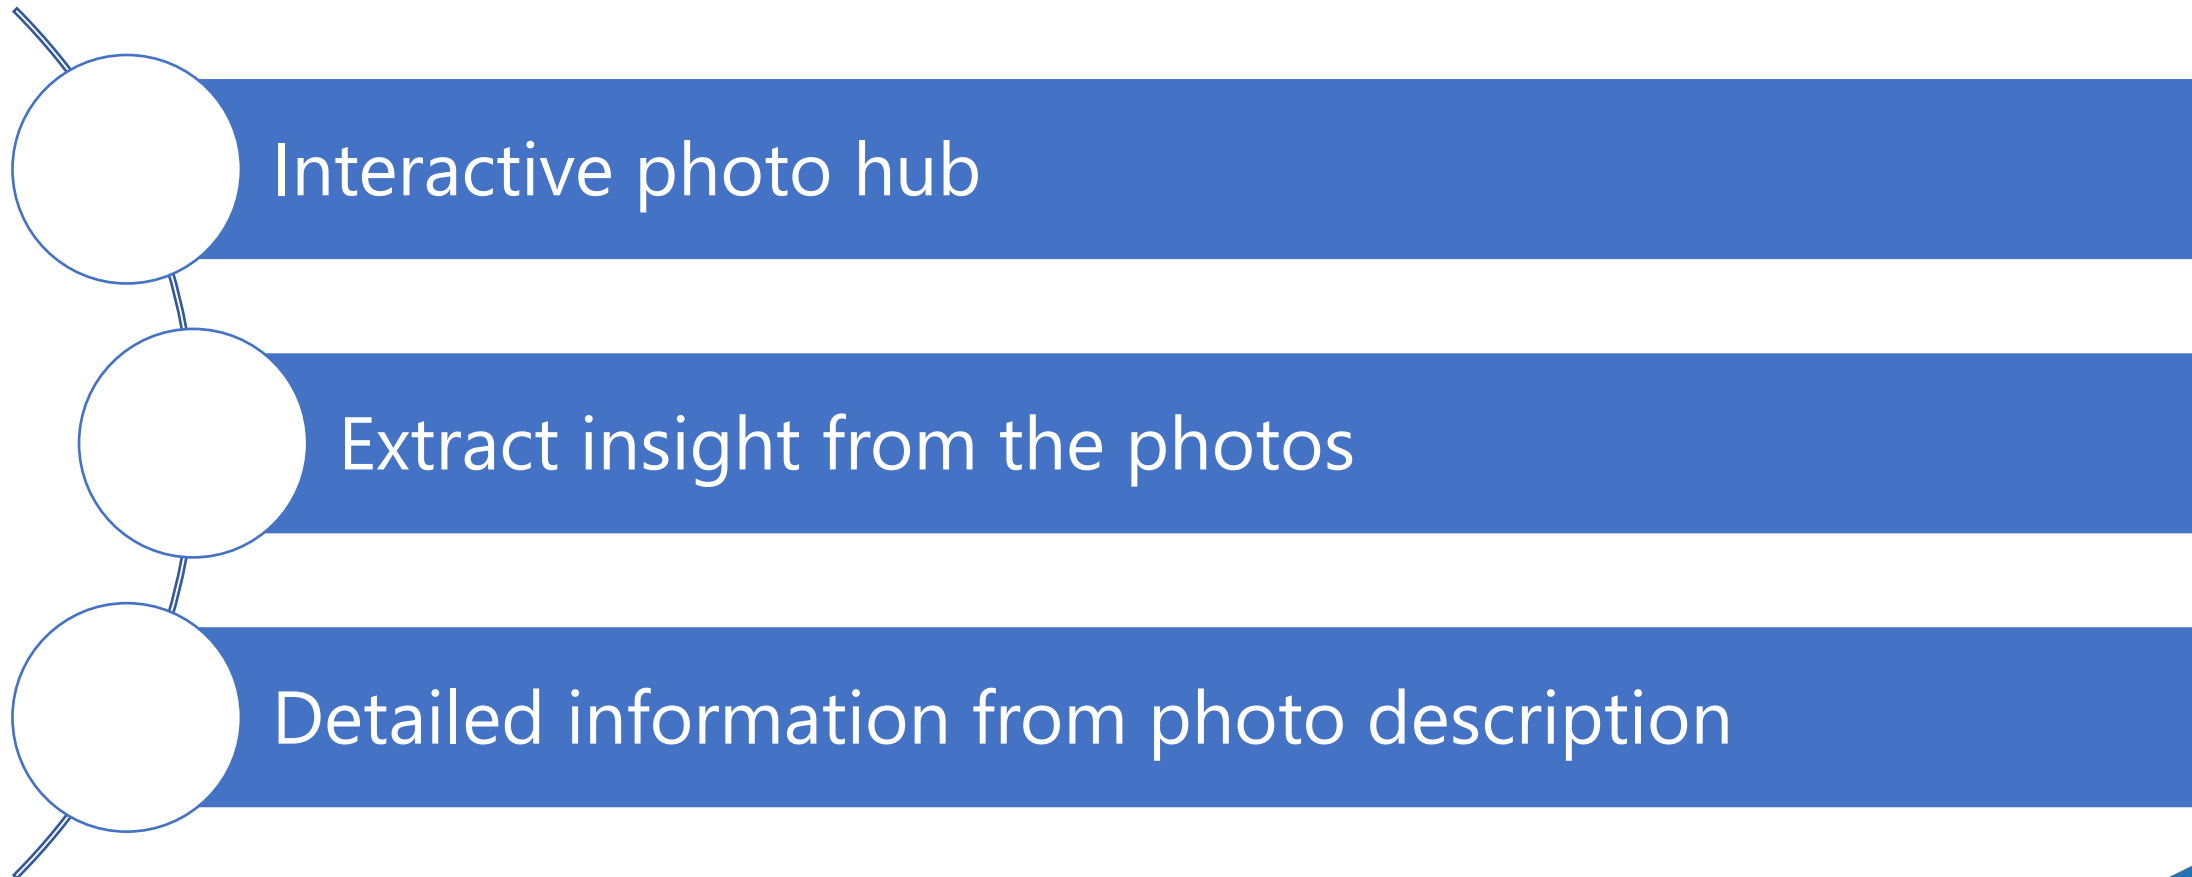 Interactive photo hub
Extract insight from the photos
Detailed information from photo description